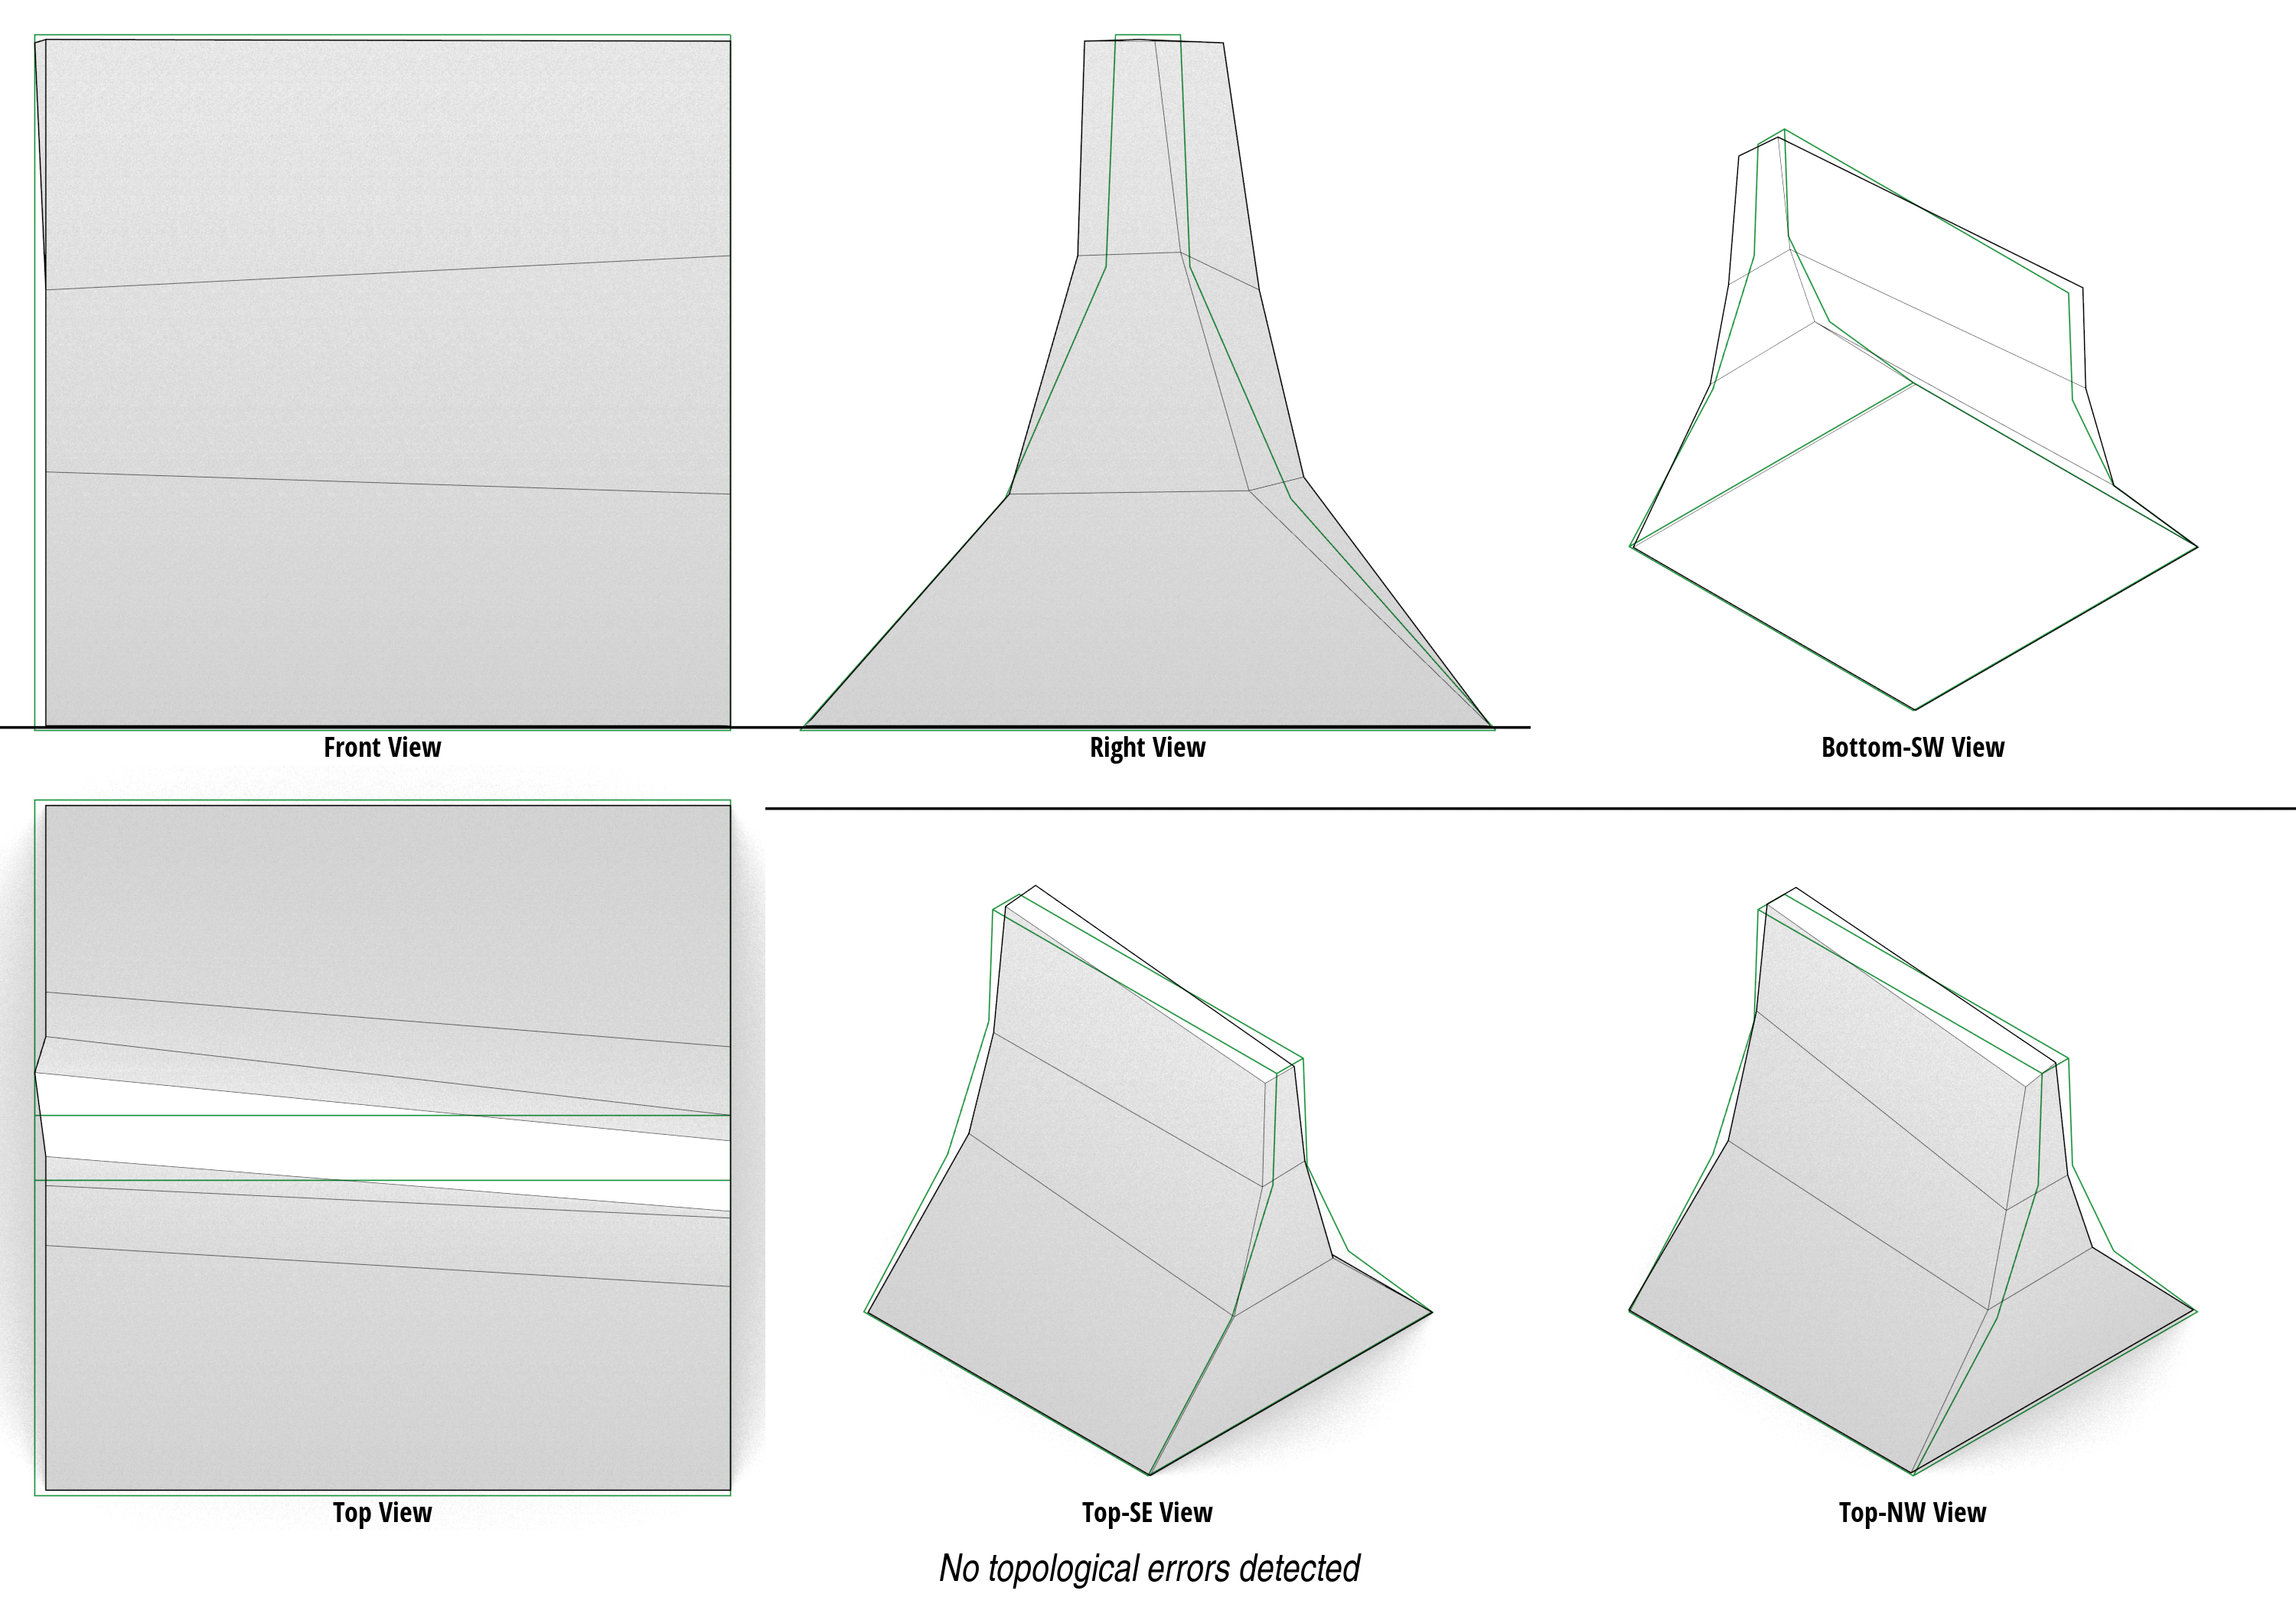 Front View
Right View
Bottom-SW View
Top View
Top-SE View
Top-NW View
No topological errors detected